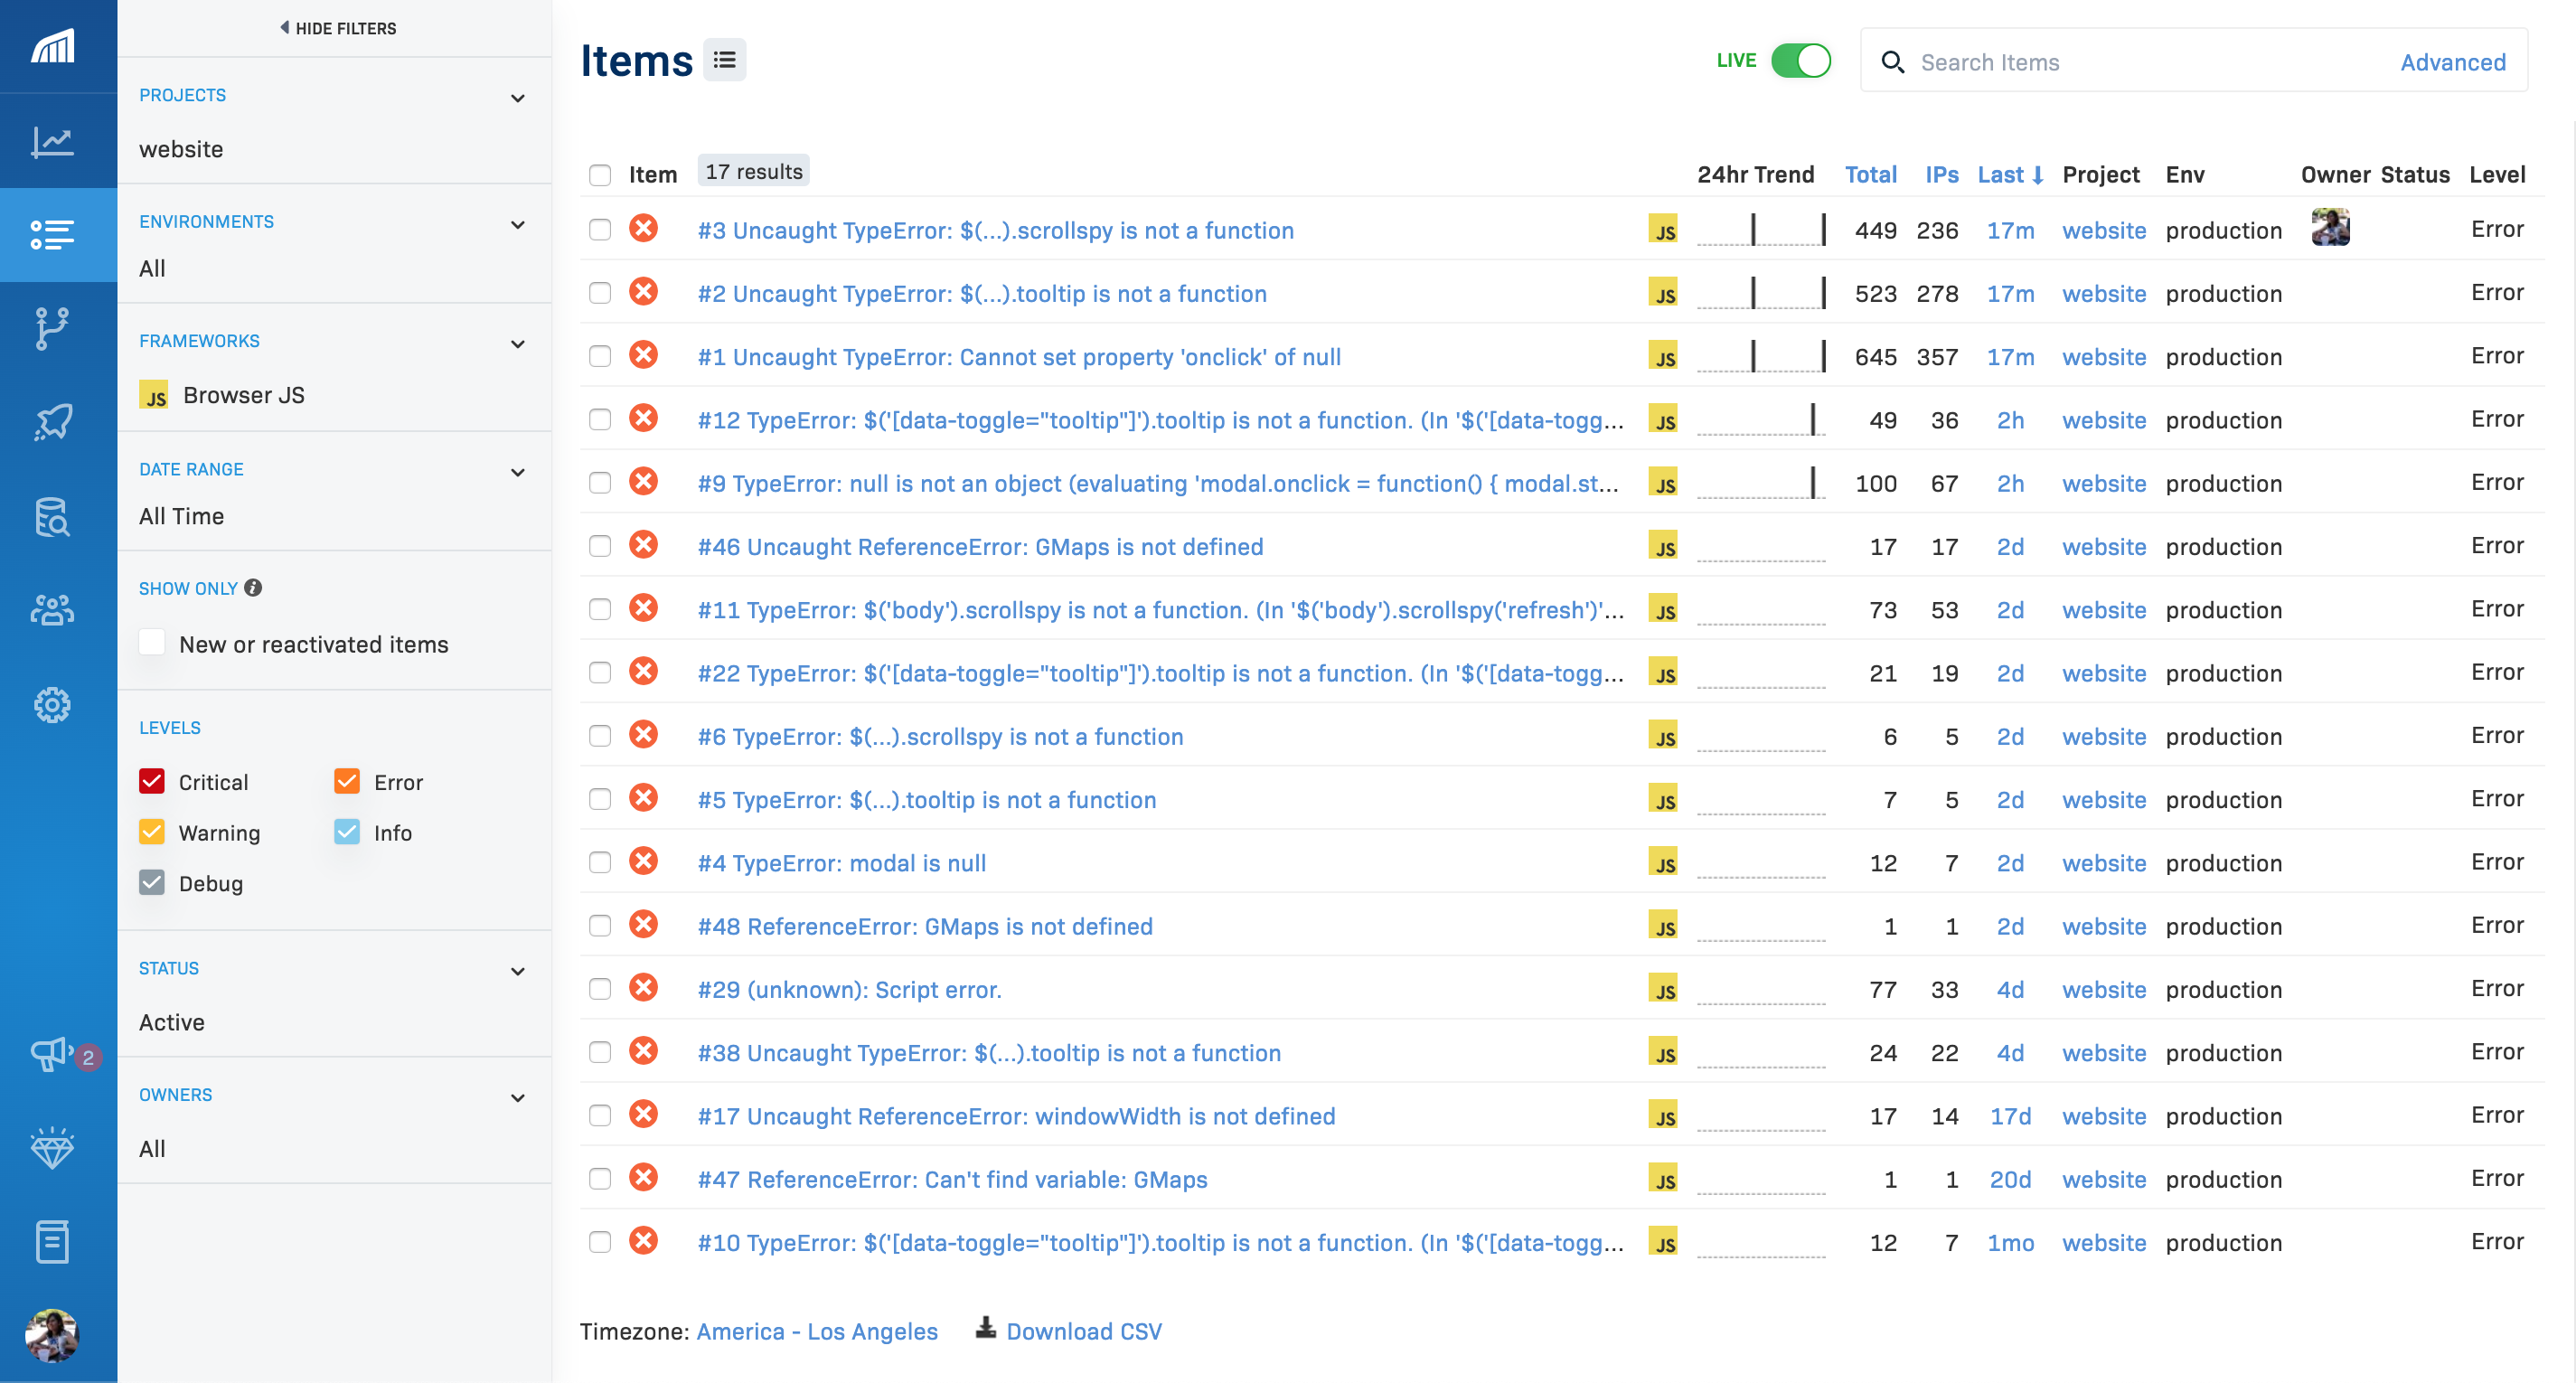 HIDE FILTERS
PROJECTS
website
ENVIRONMENTS
All
FRAMEWORKS
JS Browser JS
DATE RANGE
All Time
SHOW ONLY i
New or reactivated items
LEVELS
Critical Error
Warning Info
Debug
STATUS
Active
OWNERS
All
2
Items
LIVE Search Items Advanced
Item 17 results 24hr Trend Total IPs Last Project Env Owner Status Level
#3 Uncaught TypeError: $(...).scrollspy is not a function JS 449 236 17m website production Error
#2 Uncaught TypeError: $(...).tooltip is not a function JS 523 278 17m website production Error
#1 Uncaught TypeError: Cannot set property 'onclick' of null JS 645 357 17m website production Error
#12 TypeError: $('[data-toggle="tooltip"]').tooltip is not a function. (In '$('[data-togg... JS 49 36 2h website production Error
#9 TypeError: null is not an object (evaluating 'modal.onclick = function() { modal.st... JS 100 67 2h website production Error
#46 Uncaught ReferenceError: GMaps is not defined JS 17 17 2d website production Error
#11 TypeError: $('body').scrollspy is not a function. (In '$('body').scrollspy('refresh')'... JS 73 53 2d website production Error
#22 TypeError: $('[data-toggle="tooltip"]').tooltip is not a function. (In '$('[data-togg... JS 21 19 2d website production Error
#6 TypeError: $(...).scrollspy is not a function JS 6 5 2d website production Error
#5 TypeError: $(...).tooltip is not a function JS 7 5 2d website production Error
#4 TypeError: modal is null JS 12 7 2d website production Error
#48 ReferenceError: GMaps is not defined JS 1 1 2d website production Error
#29 (unknown): Script error. JS 77 33 4d website production Error
#38 Uncaught TypeError: $(...).tooltip is not a function JS 24 22 4d website production Error
#17 Uncaught ReferenceError: windowWidth is not defined JS 17 14 17d website production Error
#47 ReferenceError: Can't find variable: GMaps JS 1 1 20d website production Error
#10 TypeError: $('[data-toggle="tooltip"]').tooltip is not a function. (In '$('[data-togg... JS 12 7 1mo website production Error
Timezone: America - Los Angeles Download CSV